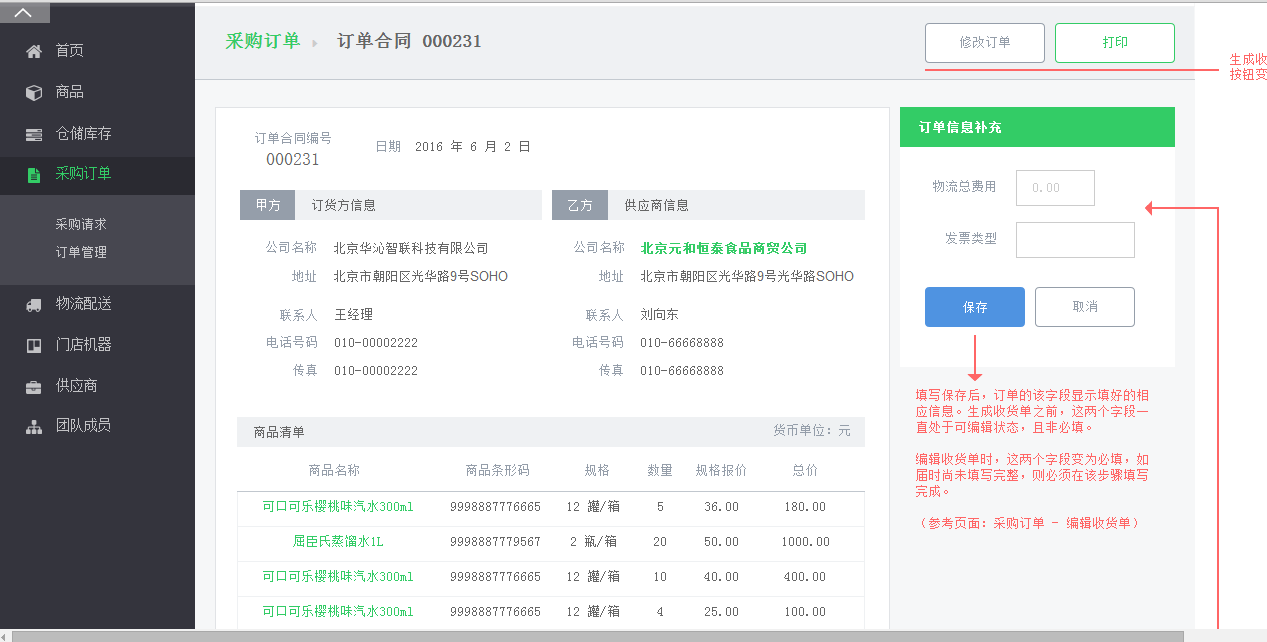 首页
商品
仓储库存
采购订单
采购请求
订单管理
物流配送
门店机器
供应商
团队成员
采购订单 订单合同 000231
修改订单 打印
生成收
按钮变
订单合同编号
000231
日期 2016 年 6 月 2 日
甲方 订货方信息
公司名称 北京华沁智联科技有限公司
地址 北京市朝阳区光华路9号SOHO
联系人 王经理
电话号码 010-00002222
传真 010-00002222
乙方 供应商信息
公司名称 北京元和恒泰食品商贸公司
地址 北京市朝阳区光华路9号光华路SOHO
联系人 刘向东
电话号码 010-66668888
传真 010-66668888
商品清单 货币单位：元
商品名称 商品条形码 规格 数量 规格报价 总价
可口可乐樱桃味汽水300ml 9998887776665 12 罐/箱 5 36.00 180.00
屈臣氏蒸馏水1L 9998887779567 2 瓶/箱 20 50.00 1000.00
可口可乐樱桃味汽水300ml 9998887776665 12 罐/箱 10 40.00 400.00
可口可乐樱桃味汽水300ml 9998887776665 12 罐/箱 4 25.00 100.00
订单信息补充
物流总费用 0.00
发票类型
保存 取消
填写保存后，订单的该字段显示填好的相
应信息。生成收货单之前，这两个字段一
直处于可编辑状态，且非必填。
编辑收货单时，这两个字段变为必填，如
届时尚未填写完整，则必须在该步骤填写
完成。
（参考页面：采购订单 - 编辑收货单）